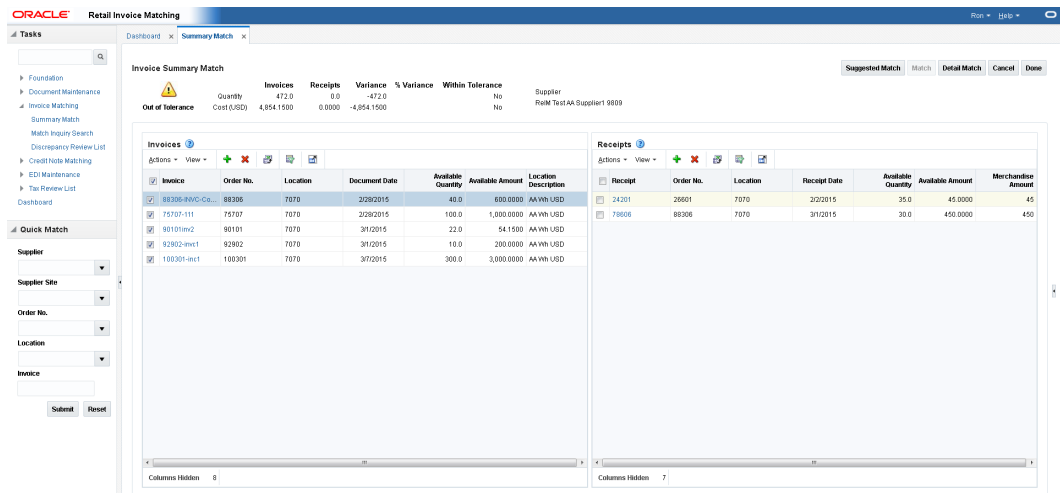 ORACLE Retail Invoice Matching Ron Help
Tasks
Dashboard × Summary Match ×
Foundation
Document Maintenance
Invoice Matching
Summary Match
Match Inquiry Search
Discrepancy Review List
Credit Note Matching
EDI Maintenance
Tax Review List
Dashboard
Quick Match
Supplier
Supplier Site
Order No.
Location
Invoice
Submit Reset
Invoice Summary Match
Suggested Match Match Detail Match Cancel Done
Invoices Receipts Variance % Variance Within Tolerance
Quantity 472.0 0.0 -472.0 No
Out of Tolerance Cost (USD) 4,854.1500 0.0000 -4,854.1500 No
Supplier
ReIM Test AA Supplier1 9809
Invoices
Actions View
Invoice Order No. Location Document Date Available Quantity Available Amount Location Description
88306-INVC-Co... 88306 7070 2/28/2015 40.0 600.0000 AA Wh USD
75707-111 75707 7070 2/28/2015 100.0 1,000.0000 AA Wh USD
90101inv2 90101 7070 3/1/2015 22.0 54.1500 AA Wh USD
92902-invc1 92902 7070 3/1/2015 10.0 200.0000 AA Wh USD
100301-inc1 100301 7070 3/7/2015 300.0 3,000.0000 AA Wh USD
Columns Hidden 8
Receipts
Actions View
Receipt Order No. Location Receipt Date Available Quantity Available Amount Merchandise Amount
24201 26601 7070 2/2/2015 35.0 45.0000 45
78606 88306 7070 3/1/2015 30.0 450.0000 450
Columns Hidden 7